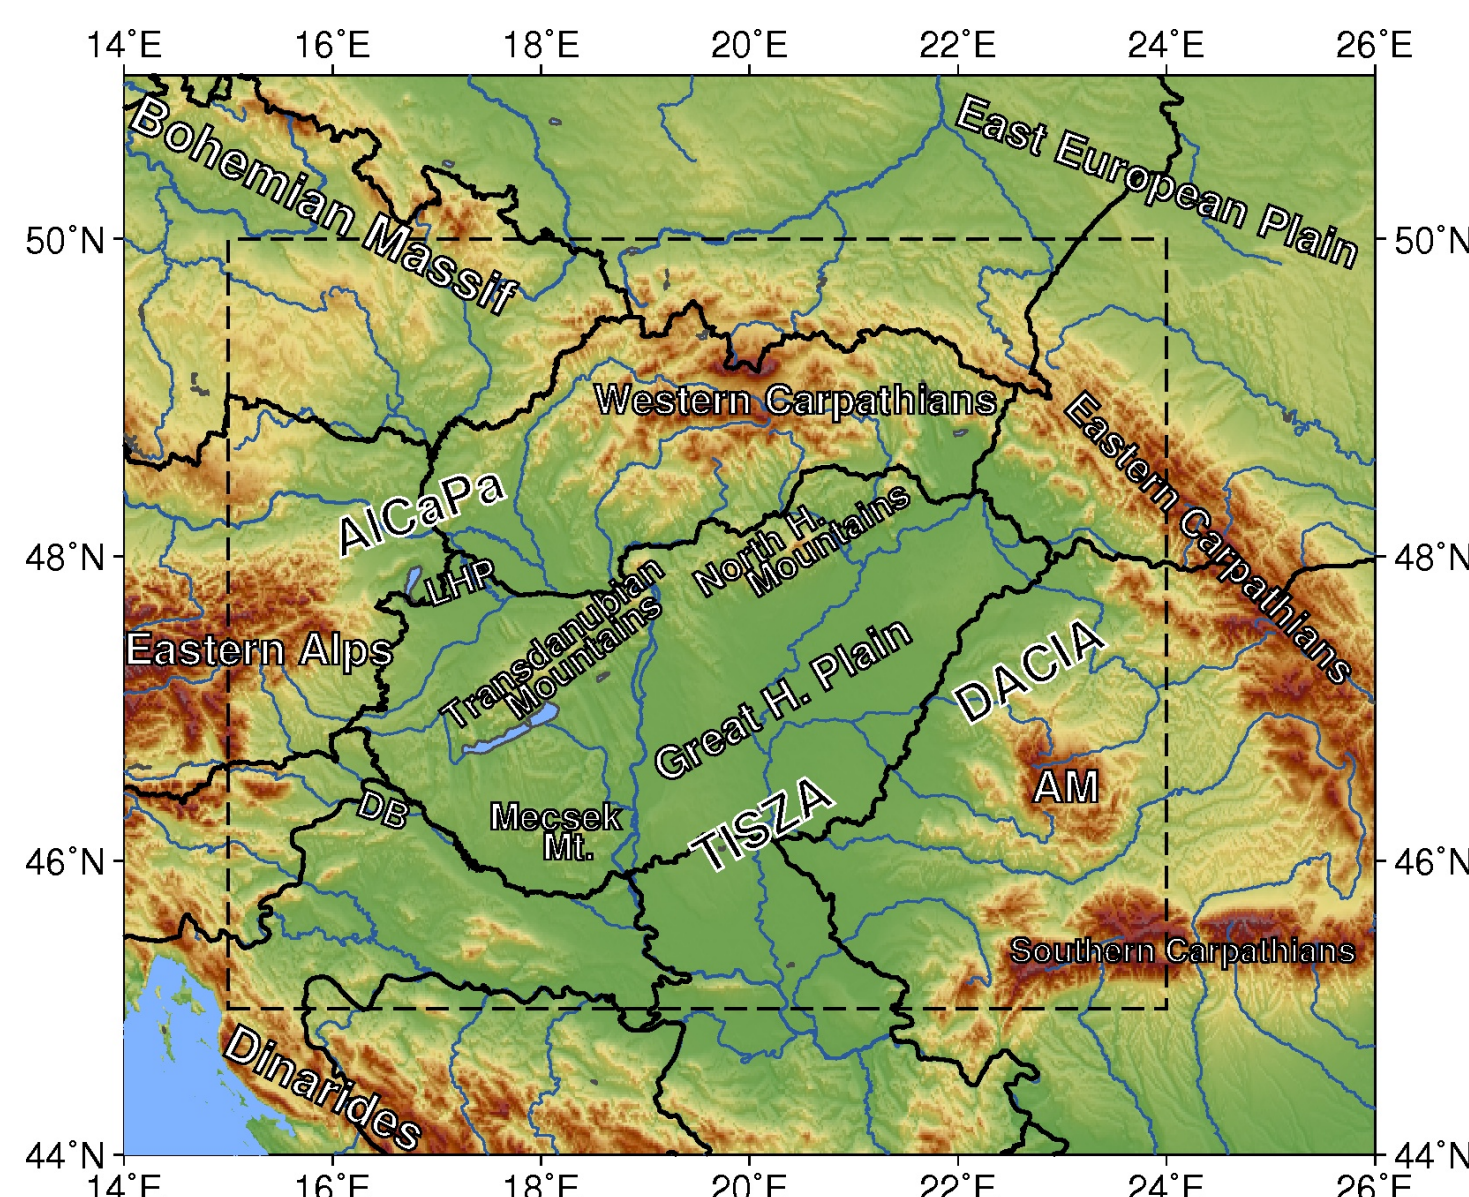 14°E 16°E 18°E 20°E 22°E 24°E 26°E
Bohemian Massif
East European Plain
50°N
50°N
Western Carpathians
Eastern Carpathians
AlCaPa
North H.
Mountains
48°N
48°N
LHP
Transdanubian
Mountains
Eastern Alps
Great H. Plain
DACIA
AM
DB
Mecsek
Mt.
TISZA
46°N
46°N
Southern Carpathians
Dinarides
44°N
44°N
14°E 16°E 18°E 20°E 22°E 24°E 26°E